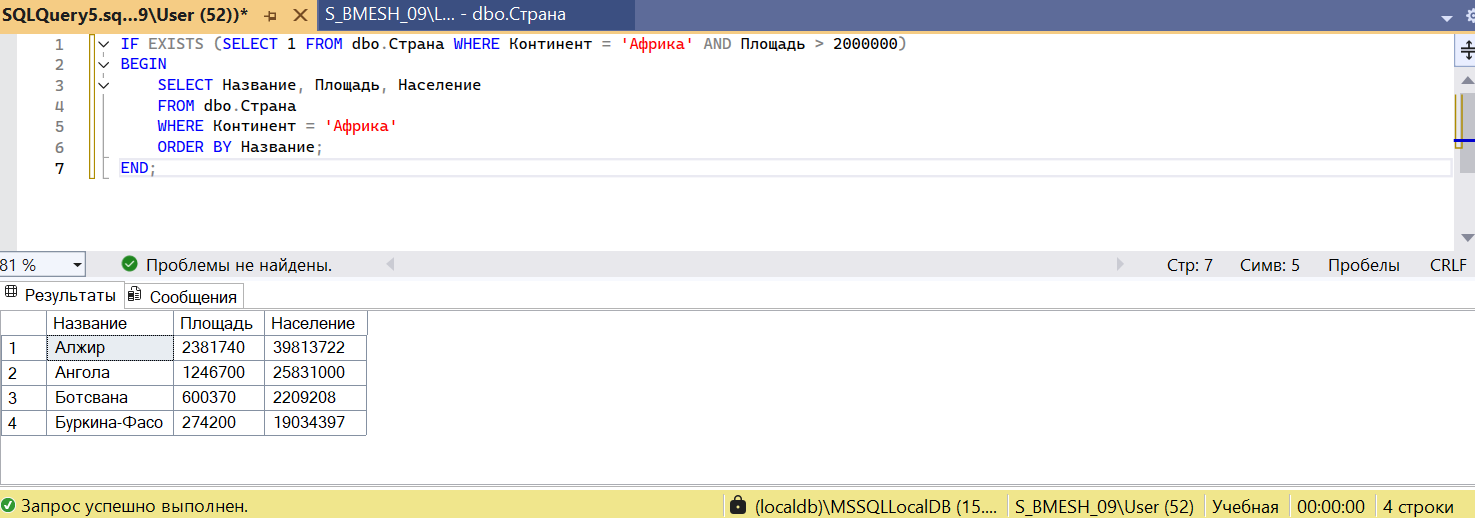 SQLQuery5.sq...9\User (52))* S_BMESH_09\L... - dbo.Страна
1 IF EXISTS (SELECT 1 FROM dbo.Страна WHERE Континент = 'Африка' AND Площадь > 2000000)
2 BEGIN
3 SELECT Название, Площадь, Население
4 FROM dbo.Страна
5 WHERE Континент = 'Африка'
6 ORDER BY Название;
7 END;
81 % Проблемы не найдены. Стр: 7 Симв: 5 Пробелы CRLF
Результаты Сообщения
Название Площадь Население
1 Алжир 2381740 39813722
2 Ангола 1246700 25831000
3 Ботсвана 600370 2209208
4 Буркина-Фасо 274200 19034397
Запрос успешно выполнен. (localdb)\MSSQLLocalDB (15.... S_BMESH_09\User (52) Учебная 00:00:00 4 строки